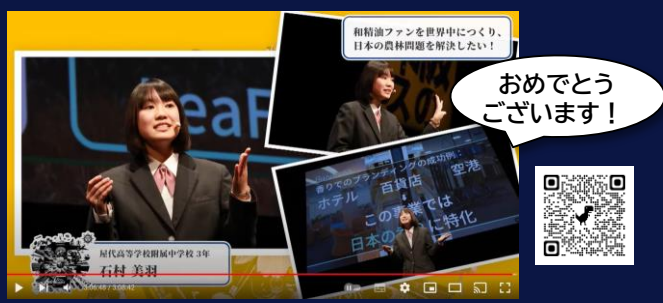 和精油ファンを世界中につくり、
日本の農林問題を解決したい！
おめでとう
ございます！
香りでのブランディングの成功例：
ホテル 百貨店 空港
この事業では
日本の
に特化
屋代高等学校附属中学校 3年
石村 美羽